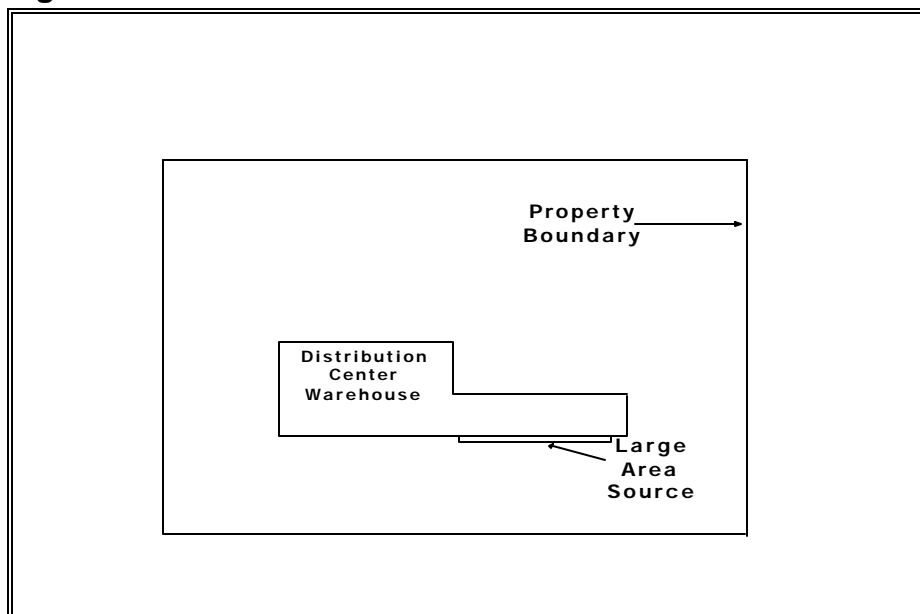 Property
Boundary
Distribution
Center
Warehouse
Large
Area
Source